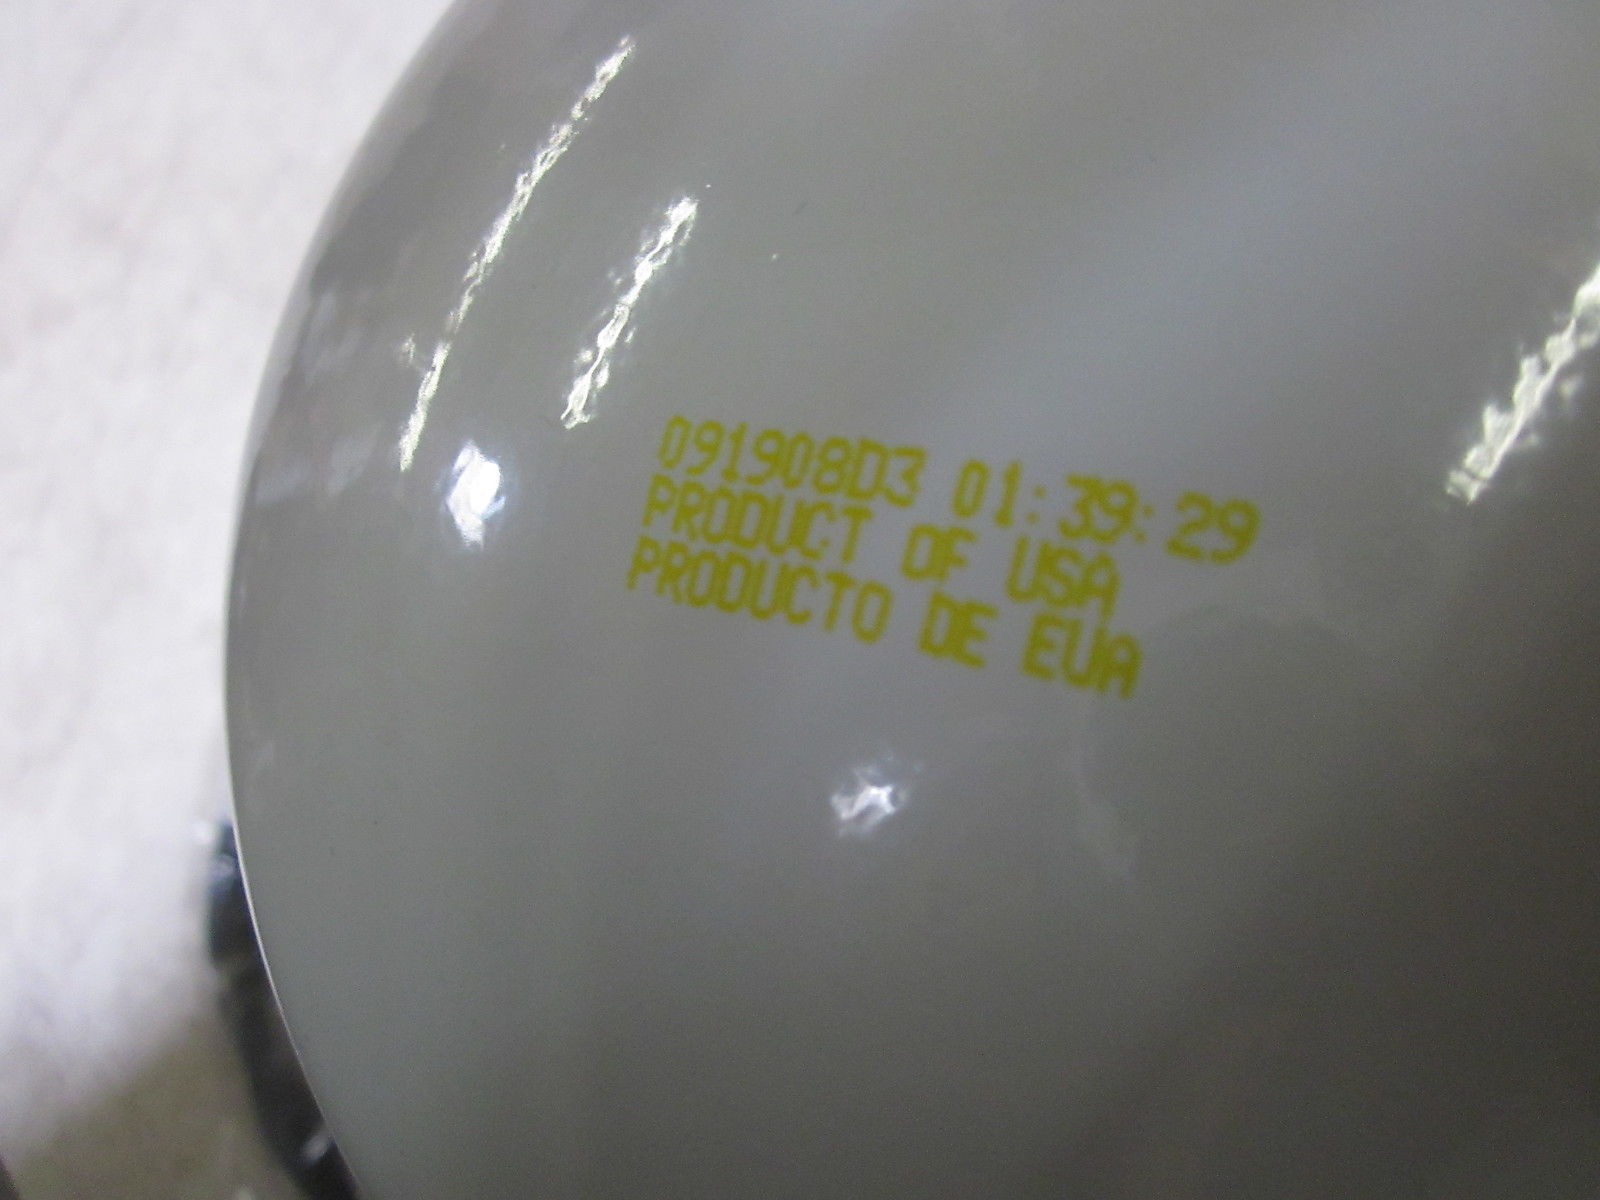 091908D3 01:39:29
PRODUCT OF USA
PRODUCTO DE EUA